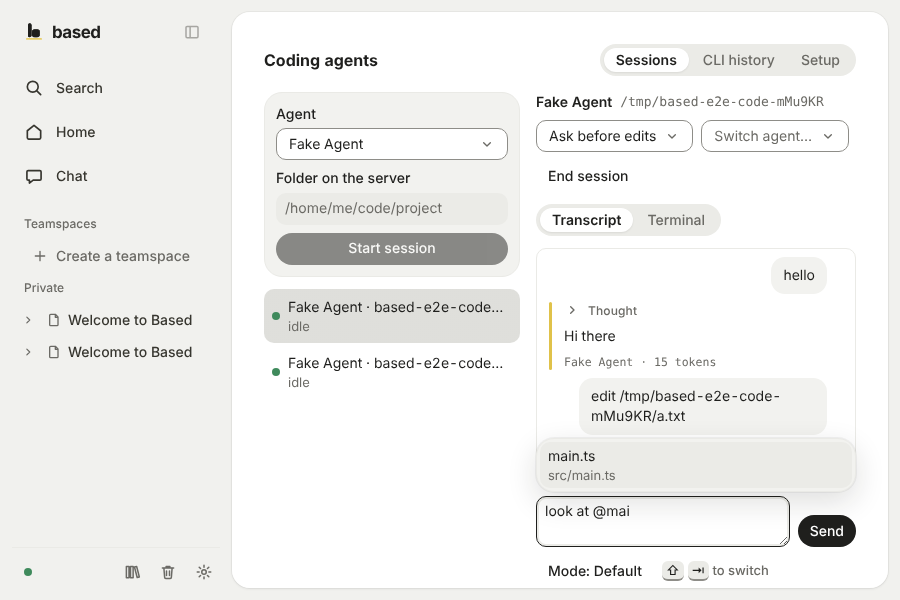 based
Search
Home
Chat
Teamspaces
Create a teamspace
Private
Welcome to Based
Welcome to Based
Coding agents
Sessions
CLI history
Setup
Agent
Fake Agent
Folder on the server
/home/me/code/project
Start session
Fake Agent · based-e2e-code...
idle
Fake Agent · based-e2e-code...
idle
Fake Agent /tmp/based-e2e-code-mMu9KR
Ask before edits
Switch agent...
End session
Transcript
Terminal
hello
Thought
Hi there
Fake Agent · 15 tokens
edit /tmp/based-e2e-code-
mMu9KR/a.txt
main.ts
src/main.ts
look at @mai
Send
Mode: Default
to switch